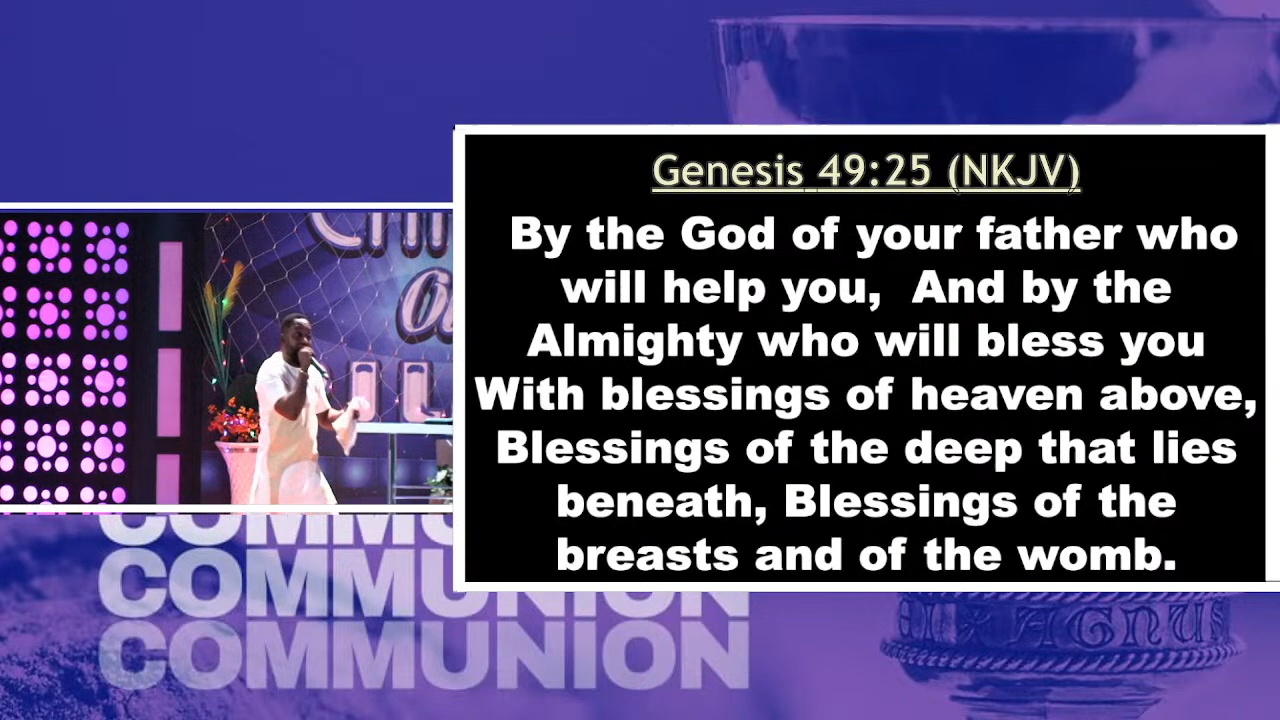 Genesis 49:25 (NKJV)
By the God of your father who
will help you,  And by the
Almighty who will bless you
With blessings of heaven above,
Blessings of the deep that lies
beneath, Blessings of the
breasts and of the womb.
COMMUNION
COMMUNION
AGNUS